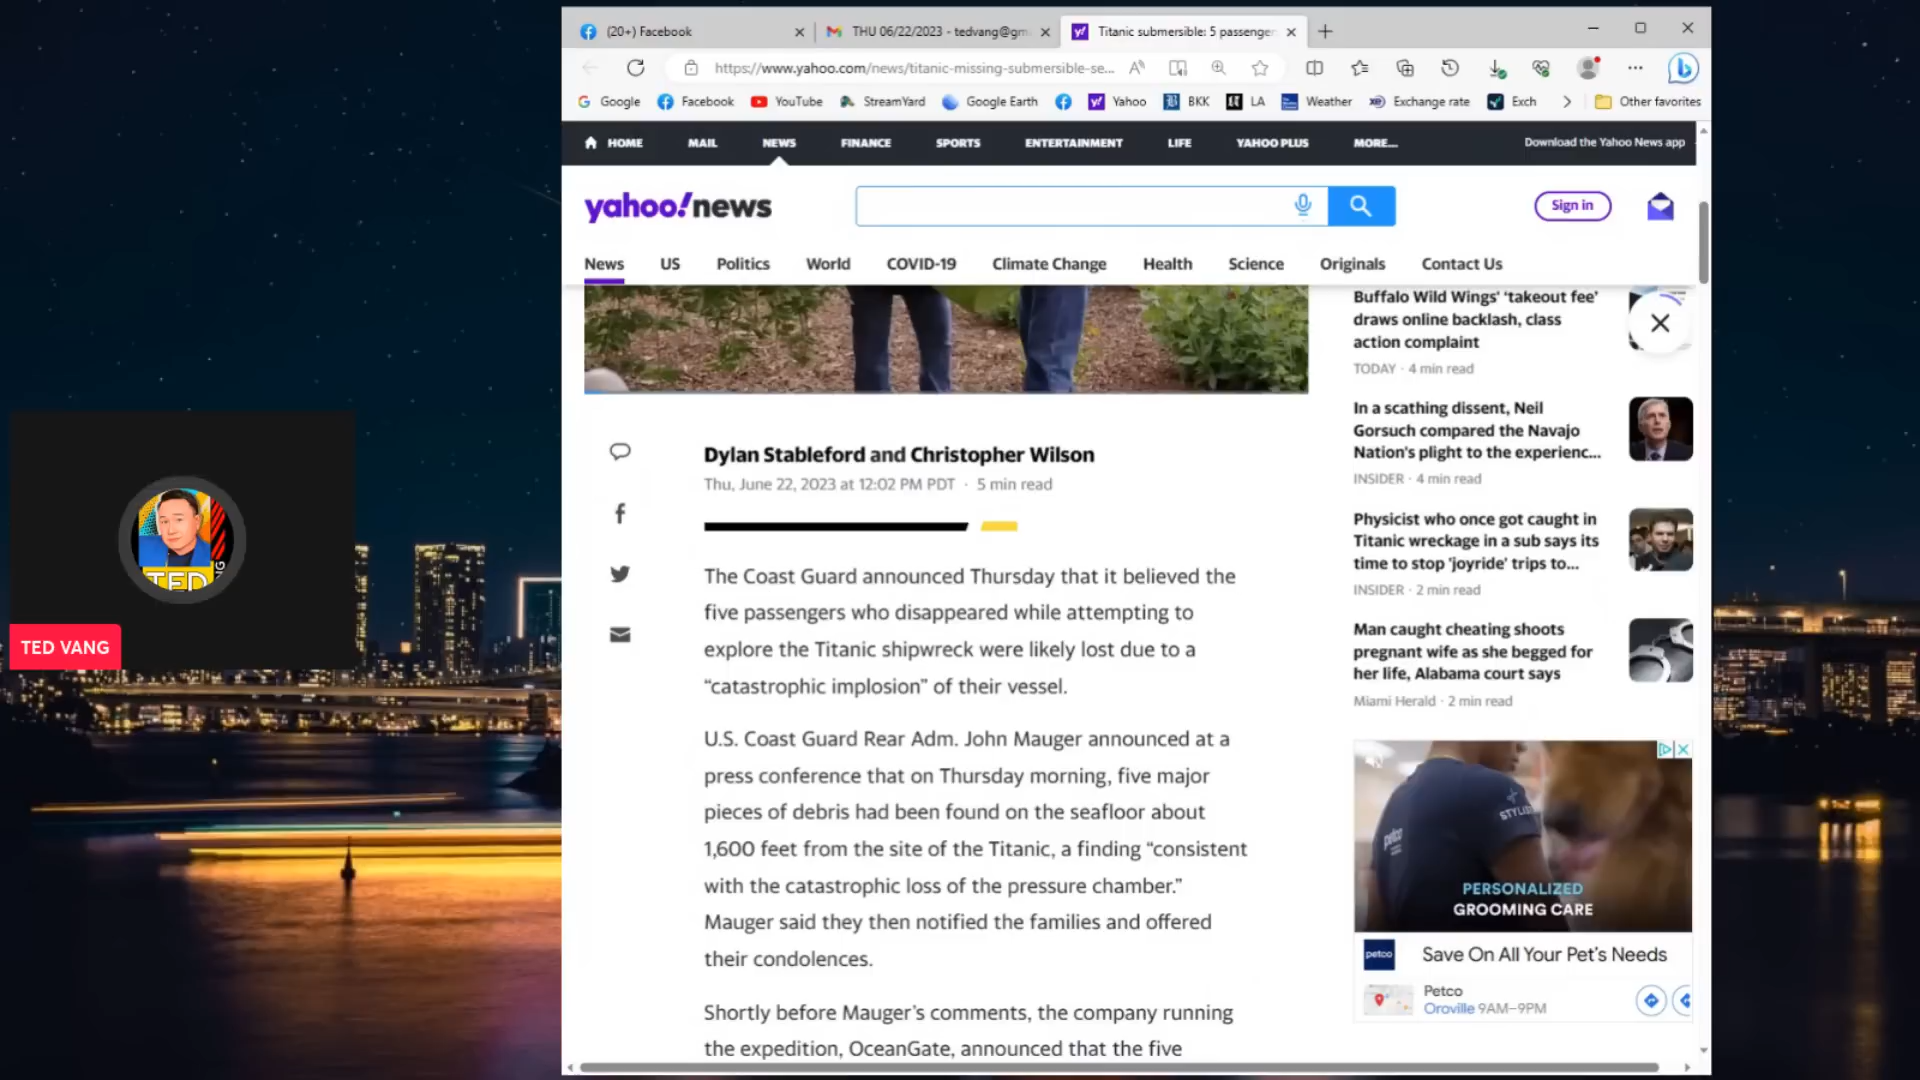 (20+) Facebook
THU 06/22/2023 - tedvang@gm
Titanic submersible: 5 passenger
https://www.yahoo.com/news/titanic-missing-submersible-se...
Google
Facebook
YouTube
StreamYard
Google Earth
Yahoo
BKK
LA
Weather
Exchange rate
Exch
Other favorites
HOME
MAIL
NEWS
FINANCE
SPORTS
ENTERTAINMENT
LIFE
YAHOO PLUS
MORE...
Download the Yahoo News app
yahoo!news
Sign in
News
US
Politics
World
COVID-19
Climate Change
Health
Science
Originals
Contact Us
Dylan Stableford and Christopher Wilson
Thu, June 22, 2023 at 12:02 PM PDT · 5 min read
The Coast Guard announced Thursday that it believed the
five passengers who disappeared while attempting to
explore the Titanic shipwreck were likely lost due to a
“catastrophic implosion” of their vessel.
U.S. Coast Guard Rear Adm. John Mauger announced at a
press conference that on Thursday morning, five major
pieces of debris had been found on the seafloor about
1,600 feet from the site of the Titanic, a finding “consistent
with the catastrophic loss of the pressure chamber.”
Mauger said they then notified the families and offered
their condolences.
Shortly before Mauger’s comments, the company running
the expedition, OceanGate, announced that the five
Buffalo Wild Wings’ ‘takeout fee’
draws online backlash, class
action complaint
TODAY · 4 min read
In a scathing dissent, Neil
Gorsuch compared the Navajo
Nation's plight to the experienc...
INSIDER · 4 min read
Physicist who once got caught in
Titanic wreckage in a sub says its
time to stop 'joyride' trips to...
INSIDER · 2 min read
Man caught cheating shoots
pregnant wife as she begged for
her life, Alabama court says
Miami Herald · 2 min read
petco
STYLIST
PERSONALIZED
GROOMING CARE
petco
Save On All Your Pet's Needs
Petco
Oroville 9AM–9PM
TED
TED VANG